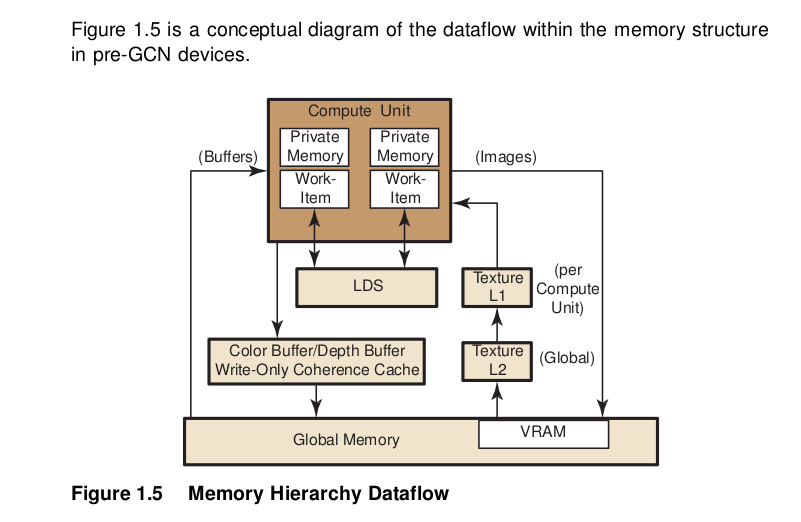 Figure 1.5 is a conceptual diagram of the dataflow within the memory structure
in pre-GCN devices.
Compute Unit
Private
Memory
Private
Memory
(Buffers)
(Images)
Work-
Item
Work-
Item
LDS
Texture
L1
(per
Compute
Unit)
Color Buffer/Depth Buffer
Write-Only Coherence Cache
Texture
L2
(Global)
Global Memory
VRAM
Figure 1.5 Memory Hierarchy Dataflow